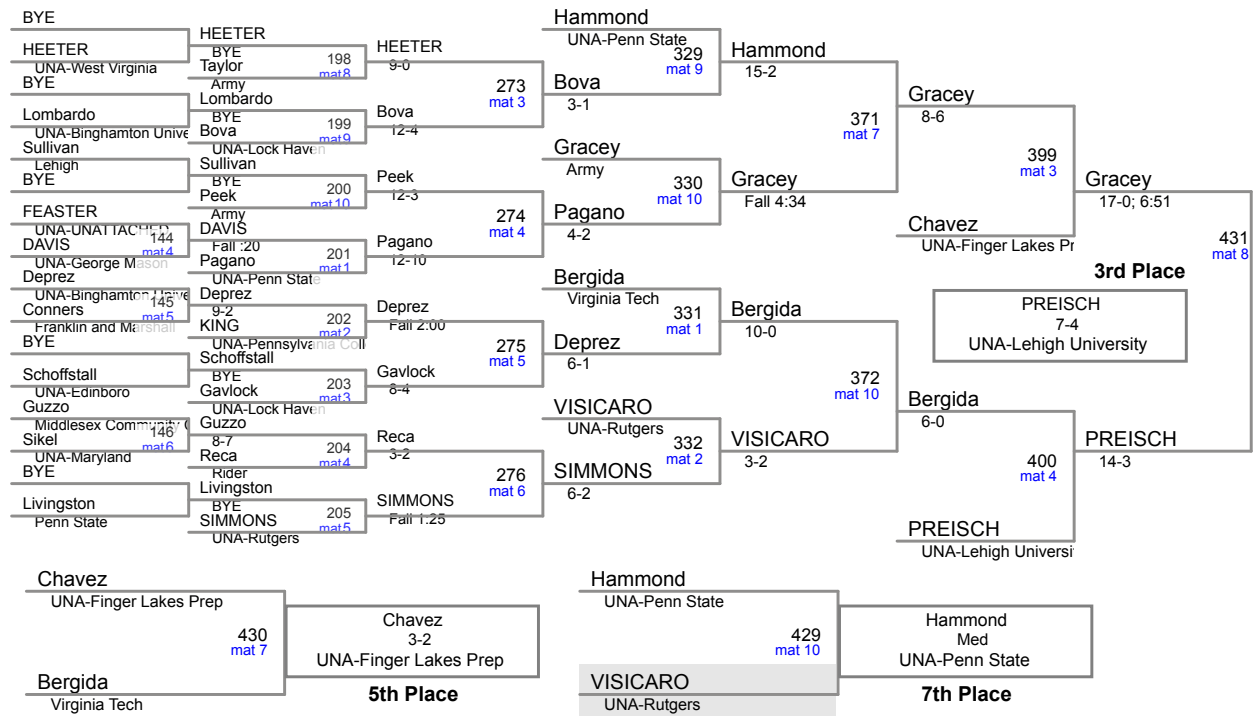 BYE
HEETER
UNA-West Virginia
BYE
Lombardo
UNA-Binghamton Unive
Sullivan
Lehigh
BYE
FEASTER
UNA-UNATTACHED
144
mat 4
DAVIS
UNA-George Mason
Deprez
UNA-Binghamton Unive
145
mat 5
Conners
Franklin and Marshall
BYE
Schoffstall
UNA-Edinboro
Guzzo
Middlesex Community C
146
mat 6
Sikel
UNA-Maryland
BYE
Livingston
Penn State
HEETER
BYE
198
mat 8
Taylor
Army
Lombardo
BYE
199
mat 9
Bova
UNA-Lock Haven
Sullivan
BYE
200
mat 10
Peek
Army
DAVIS
Fall :20
201
mat 1
Pagano
UNA-Penn State
Deprez
9-2
202
mat 2
KING
UNA-Pennsylvania Coll
Schoffstall
BYE
203
mat 3
Gavlock
UNA-Lock Haven
Guzzo
8-7
204
mat 4
Reca
Rider
Livingston
BYE
205
mat 5
SIMMONS
UNA-Rutgers
HEETER
9-0
273
mat 3
Bova
12-4
Peek
12-3
274
mat 4
Pagano
12-10
Deprez
Fall 2:00
275
mat 5
Gavlock
8-4
Reca
3-2
276
mat 6
SIMMONS
Fall 1:25
Hammond
UNA-Penn State
329
mat 9
Bova
3-1
Gracey
Army
330
mat 10
Pagano
4-2
Bergida
Virginia Tech
331
mat 1
Deprez
6-1
VISICARO
UNA-Rutgers
332
mat 2
SIMMONS
6-2
Hammond
15-2
371
mat 7
Gracey
Fall 4:34
Bergida
10-0
372
mat 10
VISICARO
3-2
Gracey
8-6
399
mat 3
Chavez
UNA-Finger Lakes Pr
Bergida
6-0
400
mat 4
PREISCH
UNA-Lehigh Universi
Gracey
17-0; 6:51
431
mat 8
PREISCH
14-3
3rd Place
PREISCH
7-4
UNA-Lehigh University
Chavez
UNA-Finger Lakes Prep
430
mat 7
Bergida
Virginia Tech
Chavez
3-2
UNA-Finger Lakes Prep
5th Place
Hammond
UNA-Penn State
429
mat 10
VISICARO
UNA-Rutgers
Hammond
Med
UNA-Penn State
7th Place